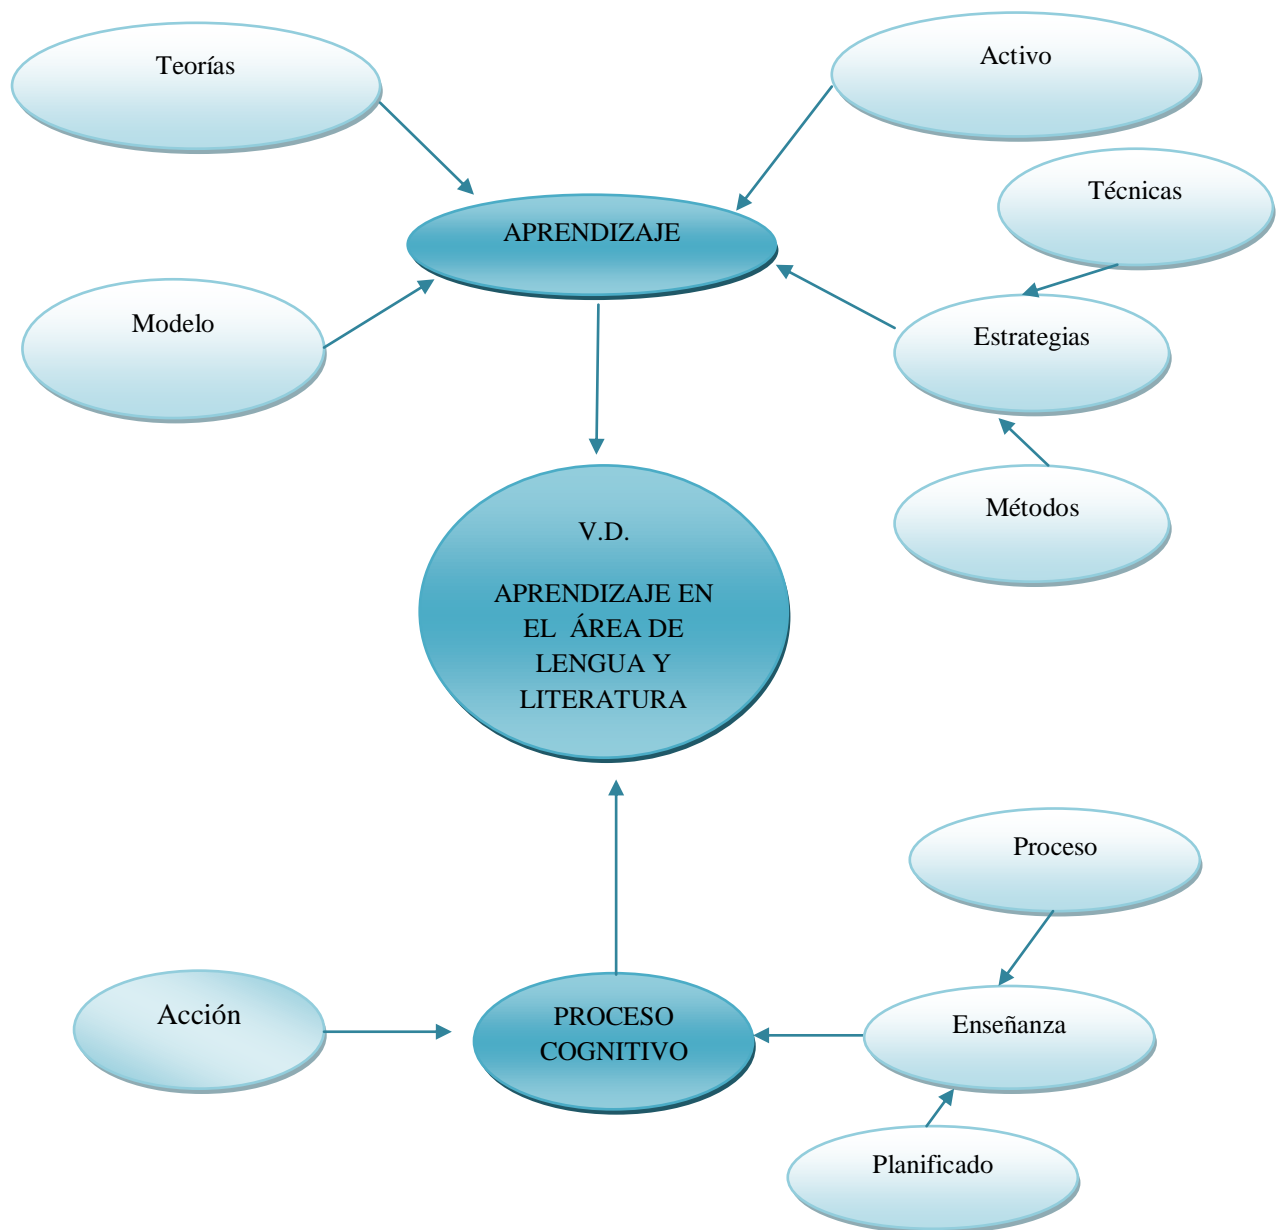 Teorías
Activo
Técnicas
APRENDIZAJE
Modelo
Estrategias
Métodos
V.D.
APRENDIZAJE EN
EL ÁREA DE
LENGUA Y
LITERATURA
Proceso
Acción
PROCESO
COGNITIVO
Enseñanza
Planificado